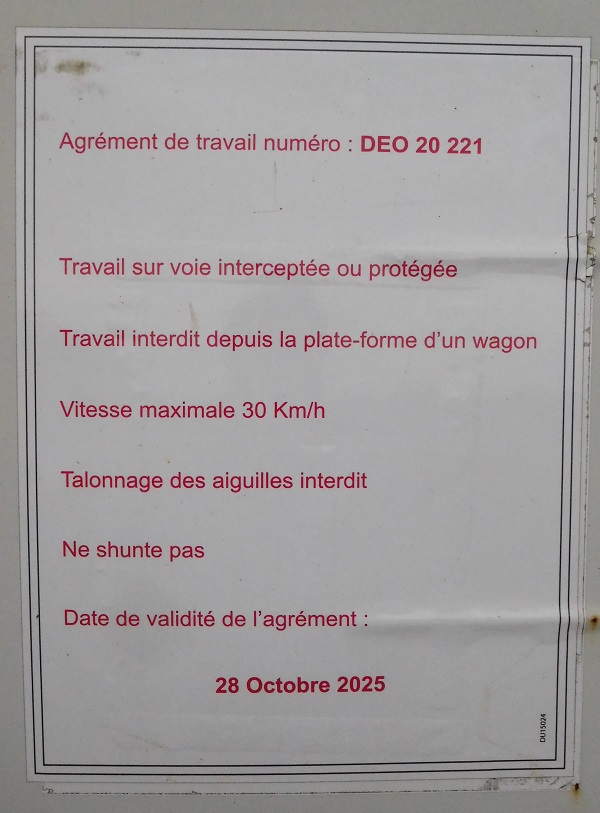 Agrément de travail numéro : DEO 20 221
Travail sur voie interceptée ou protégée
Travail interdit depuis la plate-forme d’un wagon
Vitesse maximale 30 Km/h
Talonnage des aiguilles interdit
Ne shunte pas
Date de validité de l’agrément :
28 Octobre 2025
DU15024